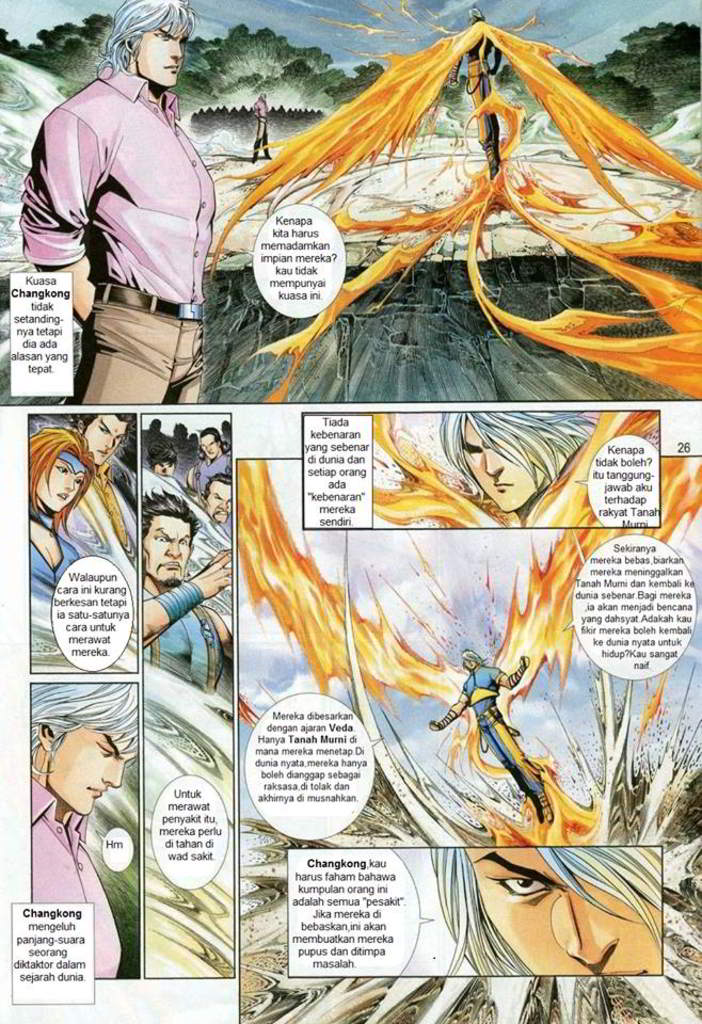 Kenapa
kita harus
memadamkan
impian mereka?
kau tidak
mempunyai
kuasa ini.
Kuasa
Changkong
tidak
setanding-
nya tetapi
dia ada
alasan yang
tepat.
Tiada
kebenaran
yang sebenar
di dunia dan
setiap orang
ada
"kebenaran"
mereka
sendiri.
Kenapa
tidak boleh?
itu tanggung-
jawab aku
terhadap
rakyat Tanah
Murni
26
Sekiranya
mereka bebas,biarkan
mereka meninggalkan
Tanah Murni dan kembali ke
dunia sebenar.Bagi mereka
,ia akan menjadi bencana
yang dahsyat.Adakah kau
fikir mereka boleh kembali
ke dunia nyata untuk
hidup?Kau sangat
naif.
Walaupun
cara ini kurang
berkesan tetapi
ia satu-satunya
cara untuk
merawat
mereka.
Mereka dibesarkan
dengan ajaran Veda.
Hanya Tanah Murni di
mana mereka menetap.Di
dunia nyata,mereka hanya
boleh dianggap sebagai
raksasa,di tolak dan
akhirnya di musnahkan.
Untuk
merawat
penyakit itu,
mereka perlu
di tahan di
wad sakit.
Hm
Changkong
mengeluh
panjang-suara
seorang
diktaktor dalam
sejarah dunia.
Changkong,kau
harus faham bahawa
kumpulan orang ini
adalah semua "pesakit".
Jika mereka di
bebaskan,ini akan
membuatkan mereka
pupus dan ditimpa
masalah.